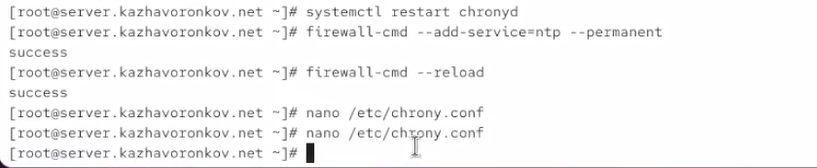 [root@server.kazhavoronkov.net ~]# systemctl restart chronyd
[root@server.kazhavoronkov.net ~]# firewall-cmd --add-service=ntp --permanent
success
[root@server.kazhavoronkov.net ~]# firewall-cmd --reload
success
[root@server.kazhavoronkov.net ~]# nano /etc/chrony.conf
[root@server.kazhavoronkov.net ~]# nano /etc/chrony.conf
[root@server.kazhavoronkov.net ~]#